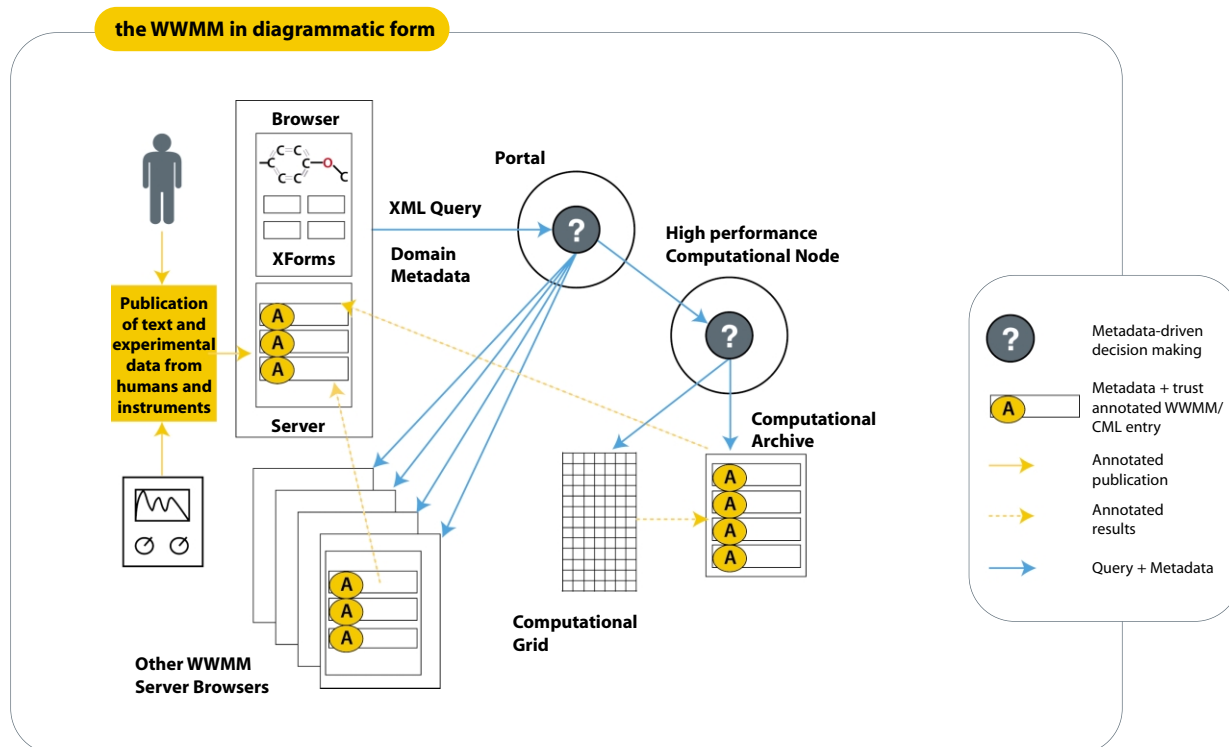 the WWMM in diagrammatic form
Browser
C
C
C
C
C
C
O
C
XForms
Portal
XML Query
Domain
Metadata
?
High performance
Computational Node
?
Publication
of text and
experimental
data from
humans and
instruments
A
A
A
Server
Computational
Archive
A
A
A
A
A
A
A
Computational
Grid
Other WWMM
Server Browsers
?
Metadata-driven
decision making
A
Metadata + trust
annotated WWMM/
CML entry
Annotated
publication
Annotated
results
Query + Metadata